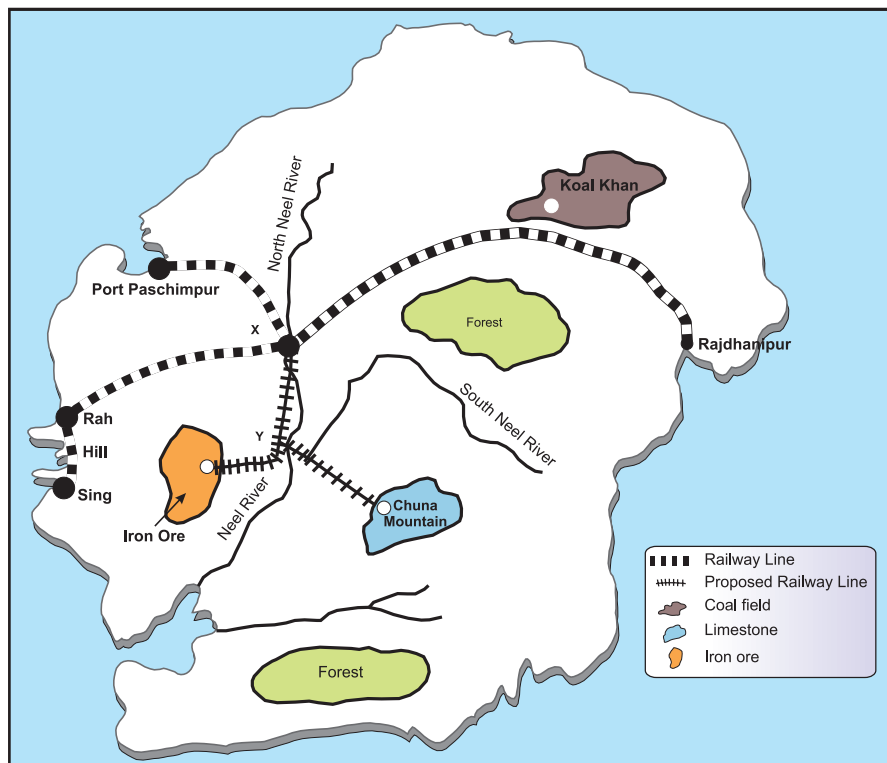 Koal Khan
North Neel River
Port Paschimpur
X
Forest
Rajdhanipur
South Neel River
Rah
Hill
Sing
Y
Neel River
Iron Ore
Chuna
Mountain
Railway Line
Proposed Railway Line
Coal field
Limestone
Iron ore
Forest